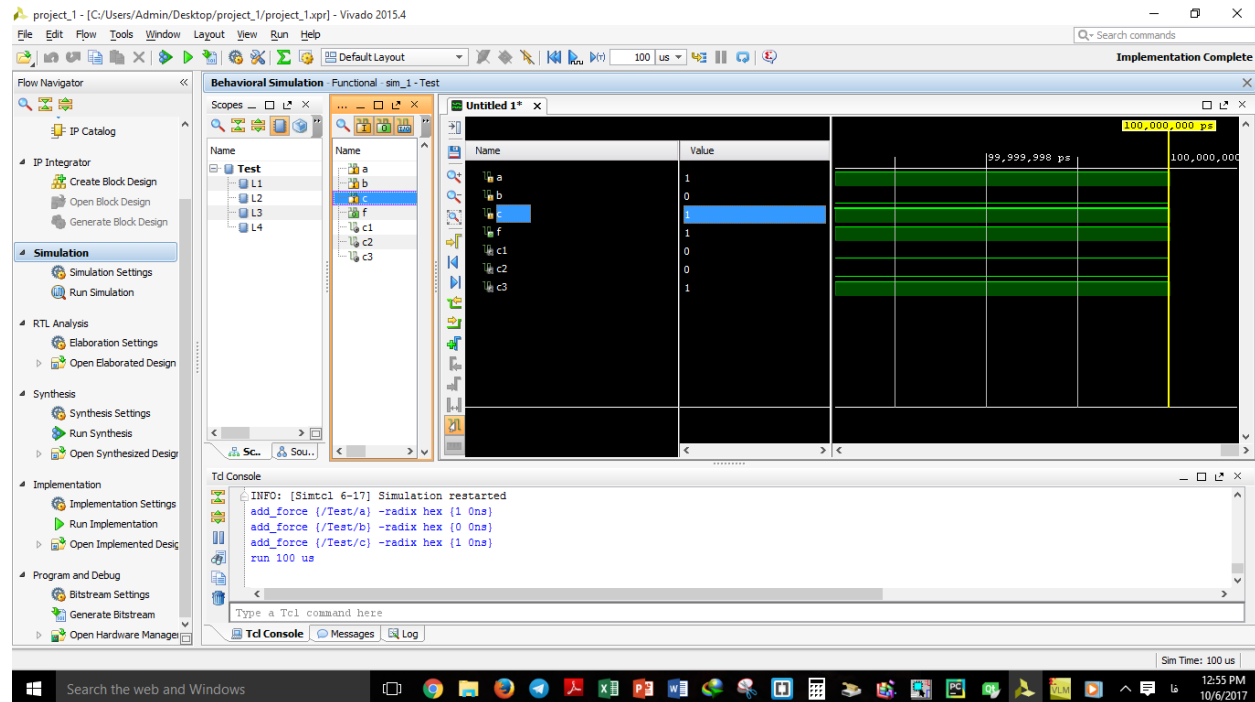 project_1 - [C:/Users/Admin/Desktop/project_1/project_1.xpr] - Vivado 2015.4
File Edit Flow Tools Window Layout View Run Help
Search commands
Default Layout
100 us
Implementation Complete
Flow Navigator
IP Catalog
IP Integrator
Create Block Design
Open Block Design
Generate Block Design
Simulation
Simulation Settings
Run Simulation
RTL Analysis
Elaboration Settings
Open Elaborated Design
Synthesis
Synthesis Settings
Run Synthesis
Open Synthesized Design
Implementation
Implementation Settings
Run Implementation
Open Implemented Desig
Program and Debug
Bitstream Settings
Generate Bitstream
Open Hardware Manager
Behavioral Simulation - Functional - sim_1 - Test
Scopes
Name
Test
L1
L2
L3
L4
Sc..
Sou..
...
Name
a
b
c
f
c1
c2
c3
Untitled 1*
Name Value
a 1
b 0
c 1
f 1
c1 0
c2 0
c3 1
100,000,000 ps
99,999,998 ps
100,000,000
Tcl Console
INFO: [Simtcl 6-17] Simulation restarted
add_force {/Test/a} -radix hex {1 0ns}
add_force {/Test/b} -radix hex {0 0ns}
add_force {/Test/c} -radix hex {1 0ns}
run 100 us
Type a Tcl command here
Tcl Console Messages Log
Sim Time: 100 us
Search the web and Windows
VLM
فا
12:55 PM
10/6/2017